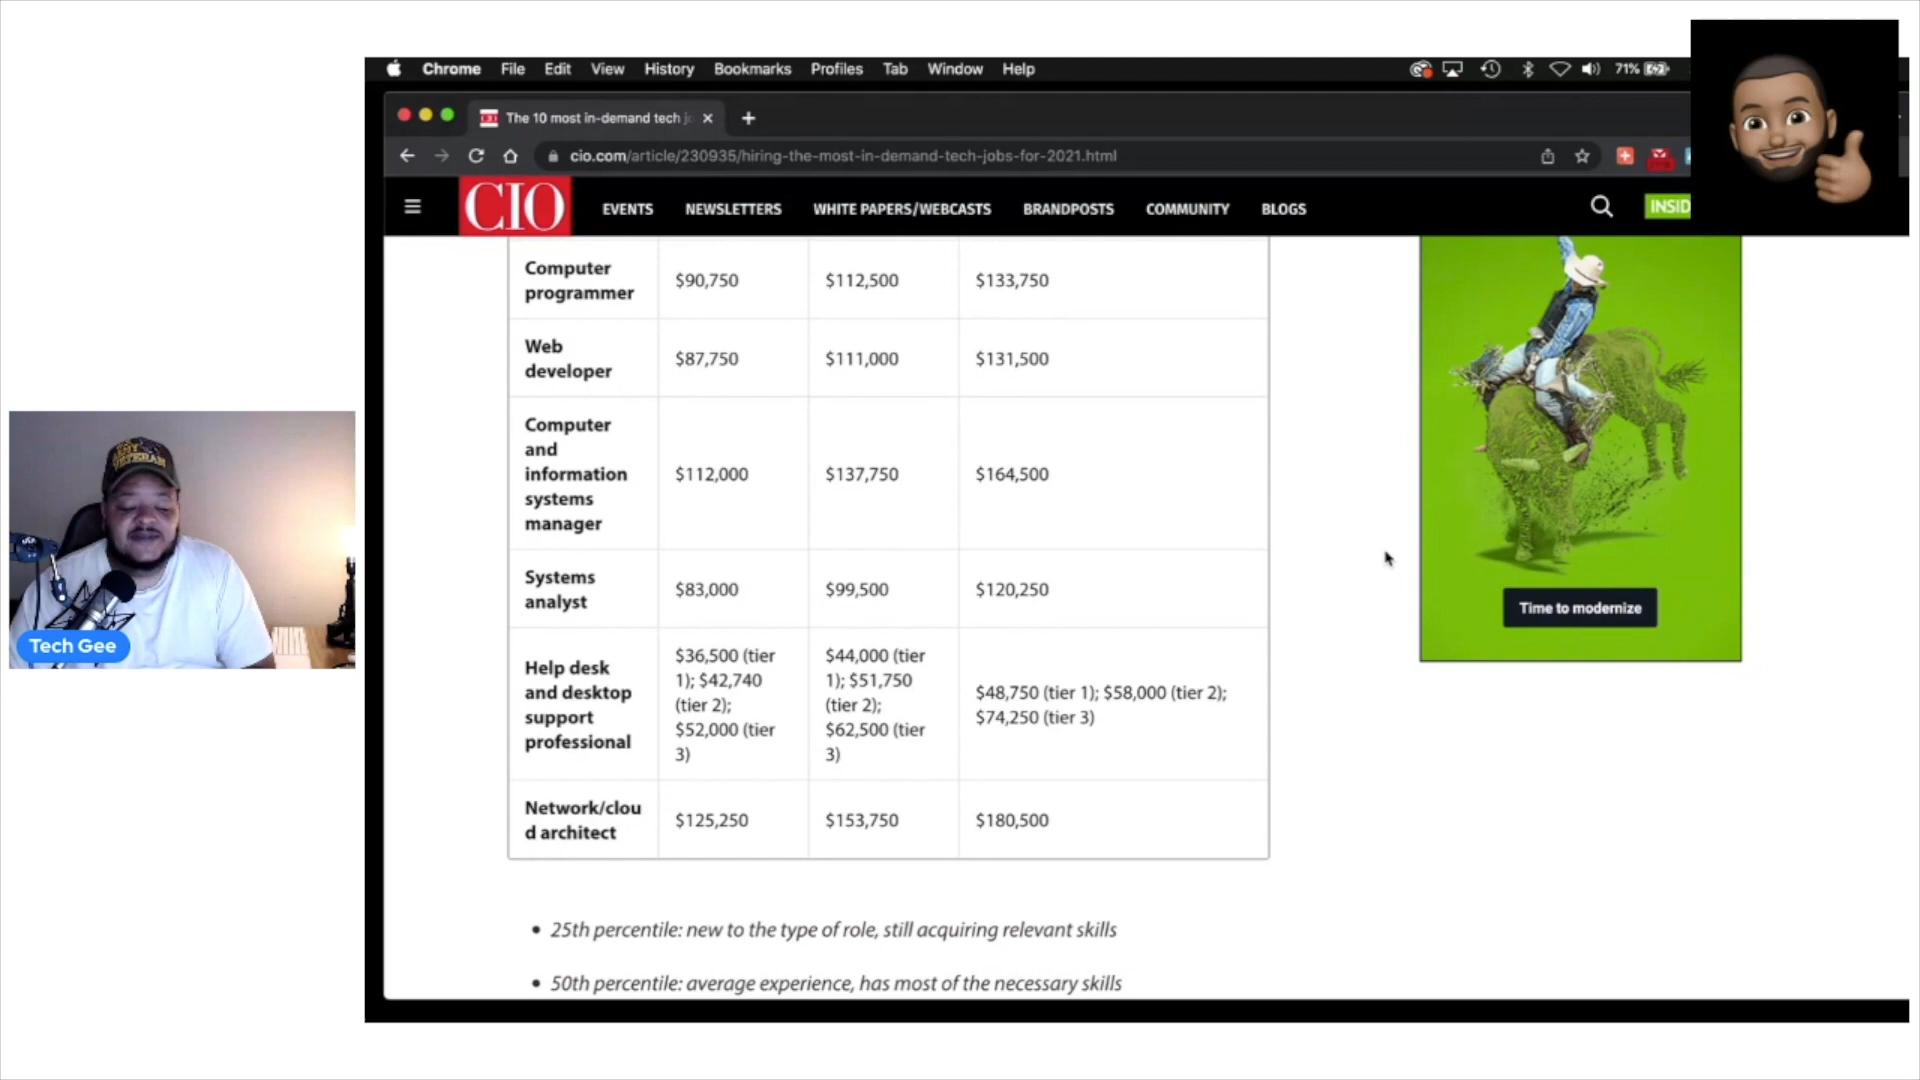 Chrome File Edit View History Bookmarks Profiles Tab Window Help
71%
The 10 most in-demand tech
cio.com/article/230935/hiring-the-most-in-demand-tech-jobs-for-2021.html
CIO
EVENTS NEWSLETTERS WHITE PAPERS/WEBCASTS BRANDPOSTS COMMUNITY BLOGS
INSID
Computer
programmer
$90,750 $112,500 $133,750
Web
developer
$87,750 $111,000 $131,500
Computer
and
information
systems
manager
$112,000 $137,750 $164,500
Systems
analyst
$83,000 $99,500 $120,250
Help desk
and desktop
support
professional
$36,500 (tier
1); $42,740
(tier 2);
$52,000 (tier
3)
$44,000 (tier
1); $51,750
(tier 2);
$62,500 (tier
3)
$48,750 (tier 1); $58,000 (tier 2);
$74,250 (tier 3)
Network/clou
d architect
$125,250 $153,750 $180,500
• 25th percentile: new to the type of role, still acquiring relevant skills
• 50th percentile: average experience, has most of the necessary skills
Time to modernize
ARMY
VETERAN
Tech Gee